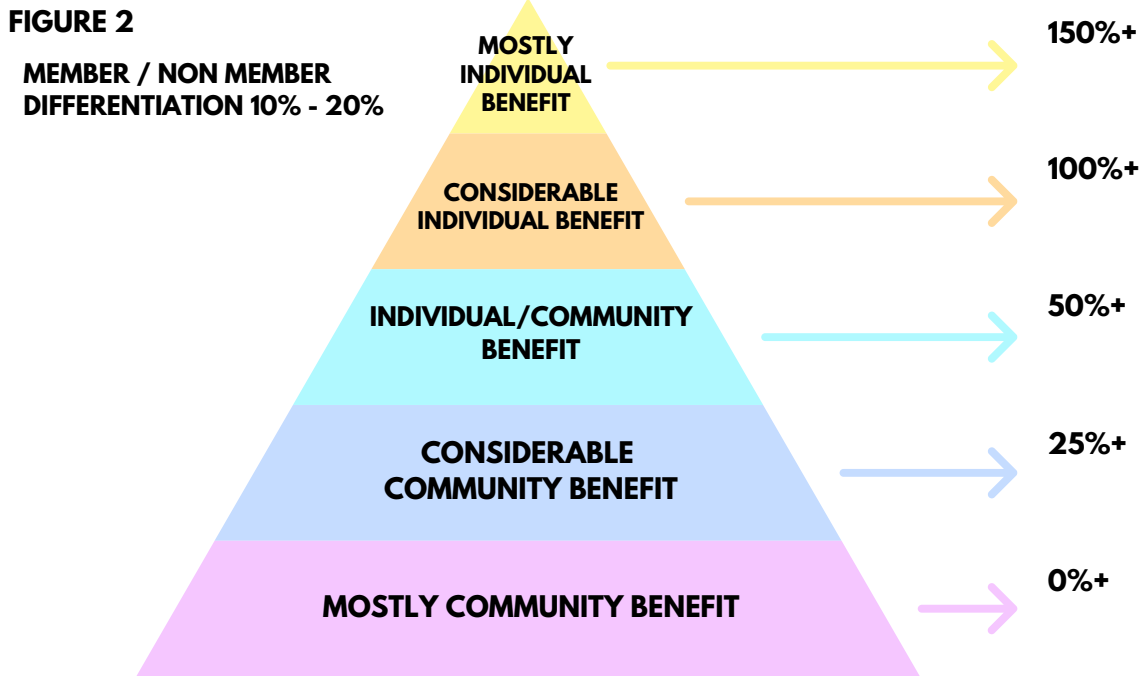 FIGURE 2
MEMBER / NON MEMBER
DIFFERENTIATION 10% - 20%
MOSTLY
INDIVIDUAL
BENEFIT
150%+
CONSIDERABLE
INDIVIDUAL BENEFIT
100%+
INDIVIDUAL/COMMUNITY
BENEFIT
50%+
CONSIDERABLE
COMMUNITY BENEFIT
25%+
MOSTLY COMMUNITY BENEFIT
0%+